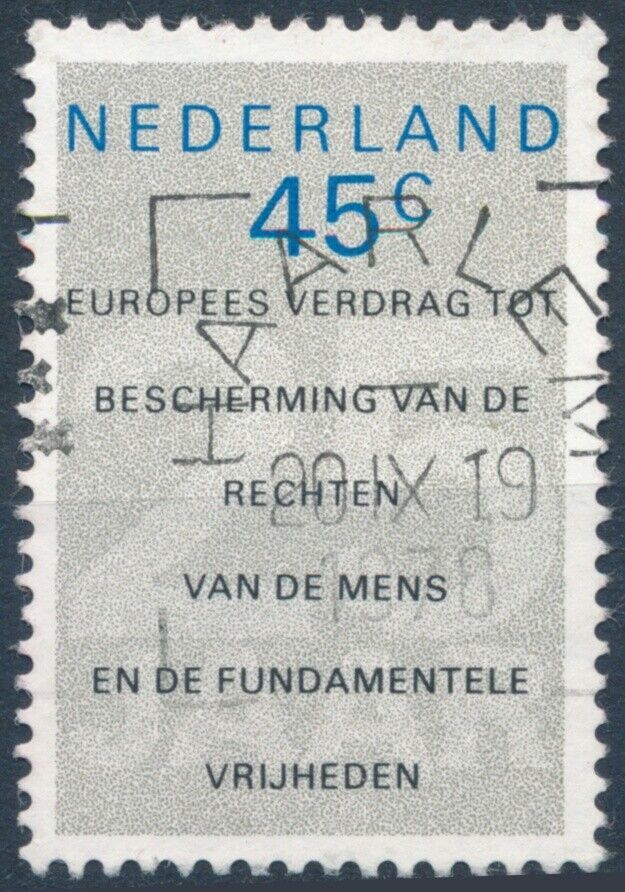 NEDERLAND
45c
HAARLEM
EUROPEES VERDRAG TOT
BESCHERMING VAN DE
RECHTEN
20 IX 19
VAN DE MENS
1978
EN DE FUNDAMENTELE
VRIJHEDEN